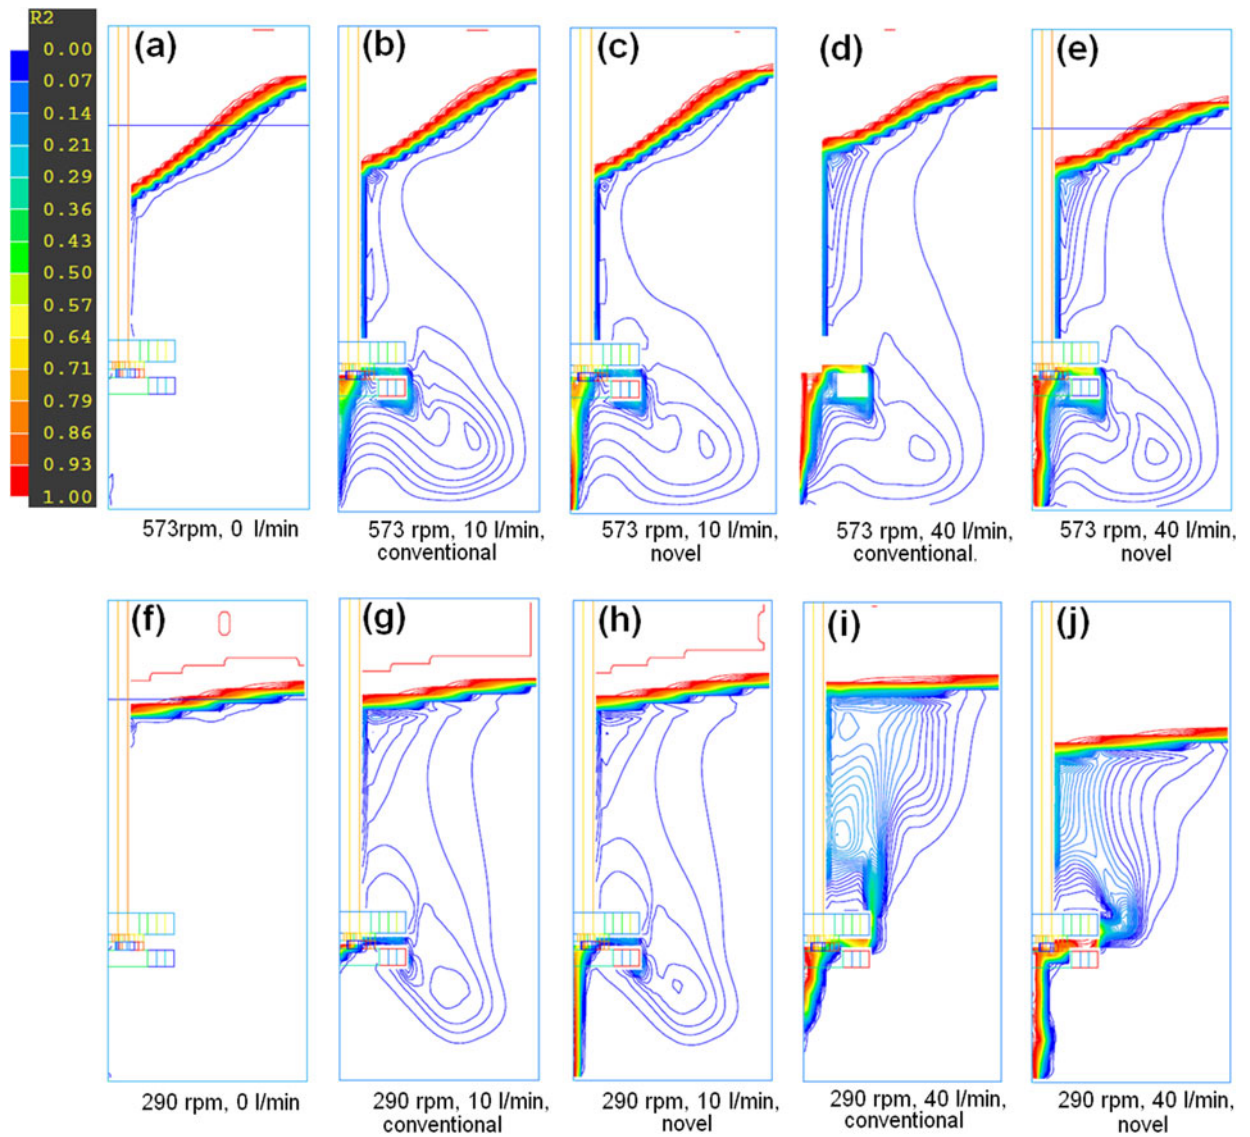 R2
0.00
0.07
0.14
0.21
0.29
0.36
0.43
0.50
0.57
0.64
0.71
0.79
0.86
0.93
1.00
(a)
(b)
(c)
(d)
(e)
573rpm, 0 l/min
573 rpm, 10 l/min,
conventional
573 rpm, 10 l/min,
novel
573 rpm, 40 l/min,
conventional.
573 rpm, 40 l/min,
novel
(f)
(g)
(h)
(i)
(j)
290 rpm, 0 l/min
290 rpm, 10 l/min,
conventional
290 rpm, 10 l/min,
novel
290 rpm, 40 l/min,
conventional
290 rpm, 40 l/min,
novel